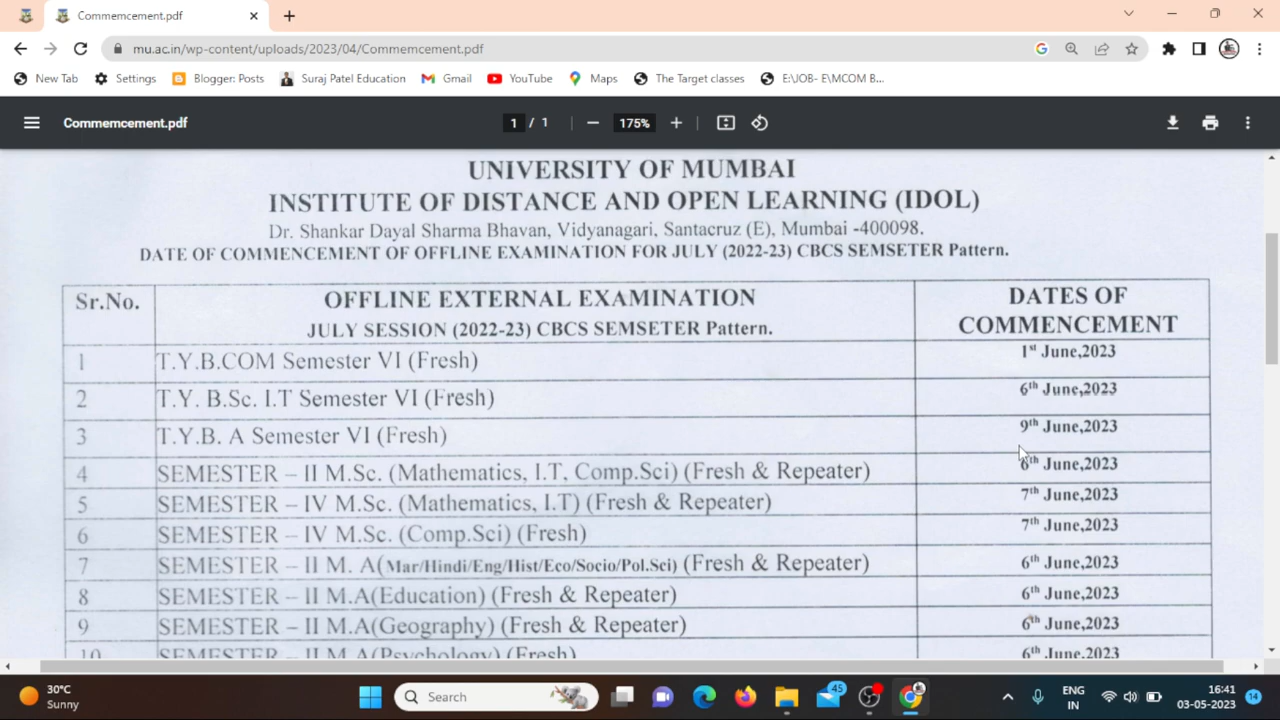 Commemcement.pdf
mu.ac.in/wp-content/uploads/2023/04/Commemcement.pdf
New Tab Settings Blogger: Posts Suraj Patel Education Gmail YouTube Maps The Target classes E:\JOB- E\MCOM B...
Commemcement.pdf 1 / 1 175%
UNIVERSITY OF MUMBAI
INSTITUTE OF DISTANCE AND OPEN LEARNING (IDOL)
Dr. Shankar Dayal Sharma Bhavan, Vidyanagari, Santacruz (E), Mumbai -400098.
DATE OF COMMENCEMENT OF OFFLINE EXAMINATION FOR JULY (2022-23) CBCS SEMSETER Pattern.
Sr.No. OFFLINE EXTERNAL EXAMINATION DATES OF
JULY SESSION (2022-23) CBCS SEMSETER Pattern. COMMENCEMENT
1 T.Y.B.COM Semester VI (Fresh) 1st June,2023
2 T.Y. B.Sc. I.T Semester VI (Fresh) 6th June,2023
3 T.Y.B. A Semester VI (Fresh) 9th June,2023
4 SEMESTER – II M.Sc. (Mathematics, I.T, Comp.Sci) (Fresh & Repeater) 6th June,2023
5 SEMESTER – IV M.Sc. (Mathematics, I.T) (Fresh & Repeater) 7th June,2023
6 SEMESTER – IV M.Sc. (Comp.Sci) (Fresh) 7th June,2023
7 SEMESTER – II M. A(Mar/Hindi/Eng/Hist/Eco/Socio/Pol.Sci) (Fresh & Repeater) 6th June,2023
8 SEMESTER – II M.A(Education) (Fresh & Repeater) 6th June,2023
9 SEMESTER – II M.A(Geography) (Fresh & Repeater) 6th June,2023
10 SEMESTER – II M.A(Psychology) (Fresh) 6th June,2023
30°C
Sunny
Search
45
ENG
IN
16:41
03-05-2023
14